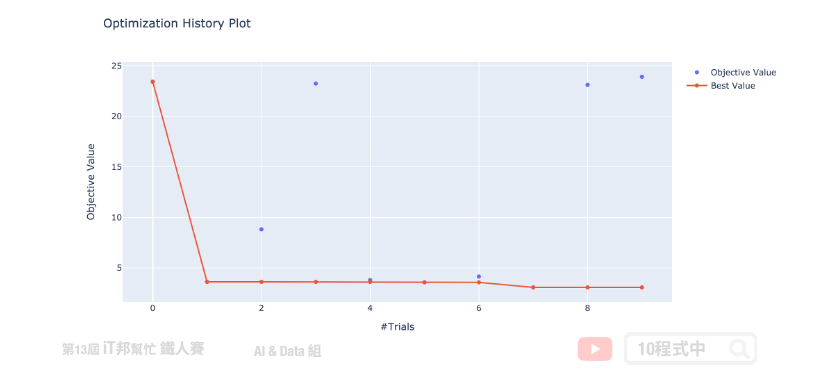 Optimization History Plot
25
20
15
10
5
Objective Value
0
2
4
6
8
#Trials
Objective Value
Best Value
第13屆 iT邦幫忙 鐵人賽
AI & Data 組
10程式中